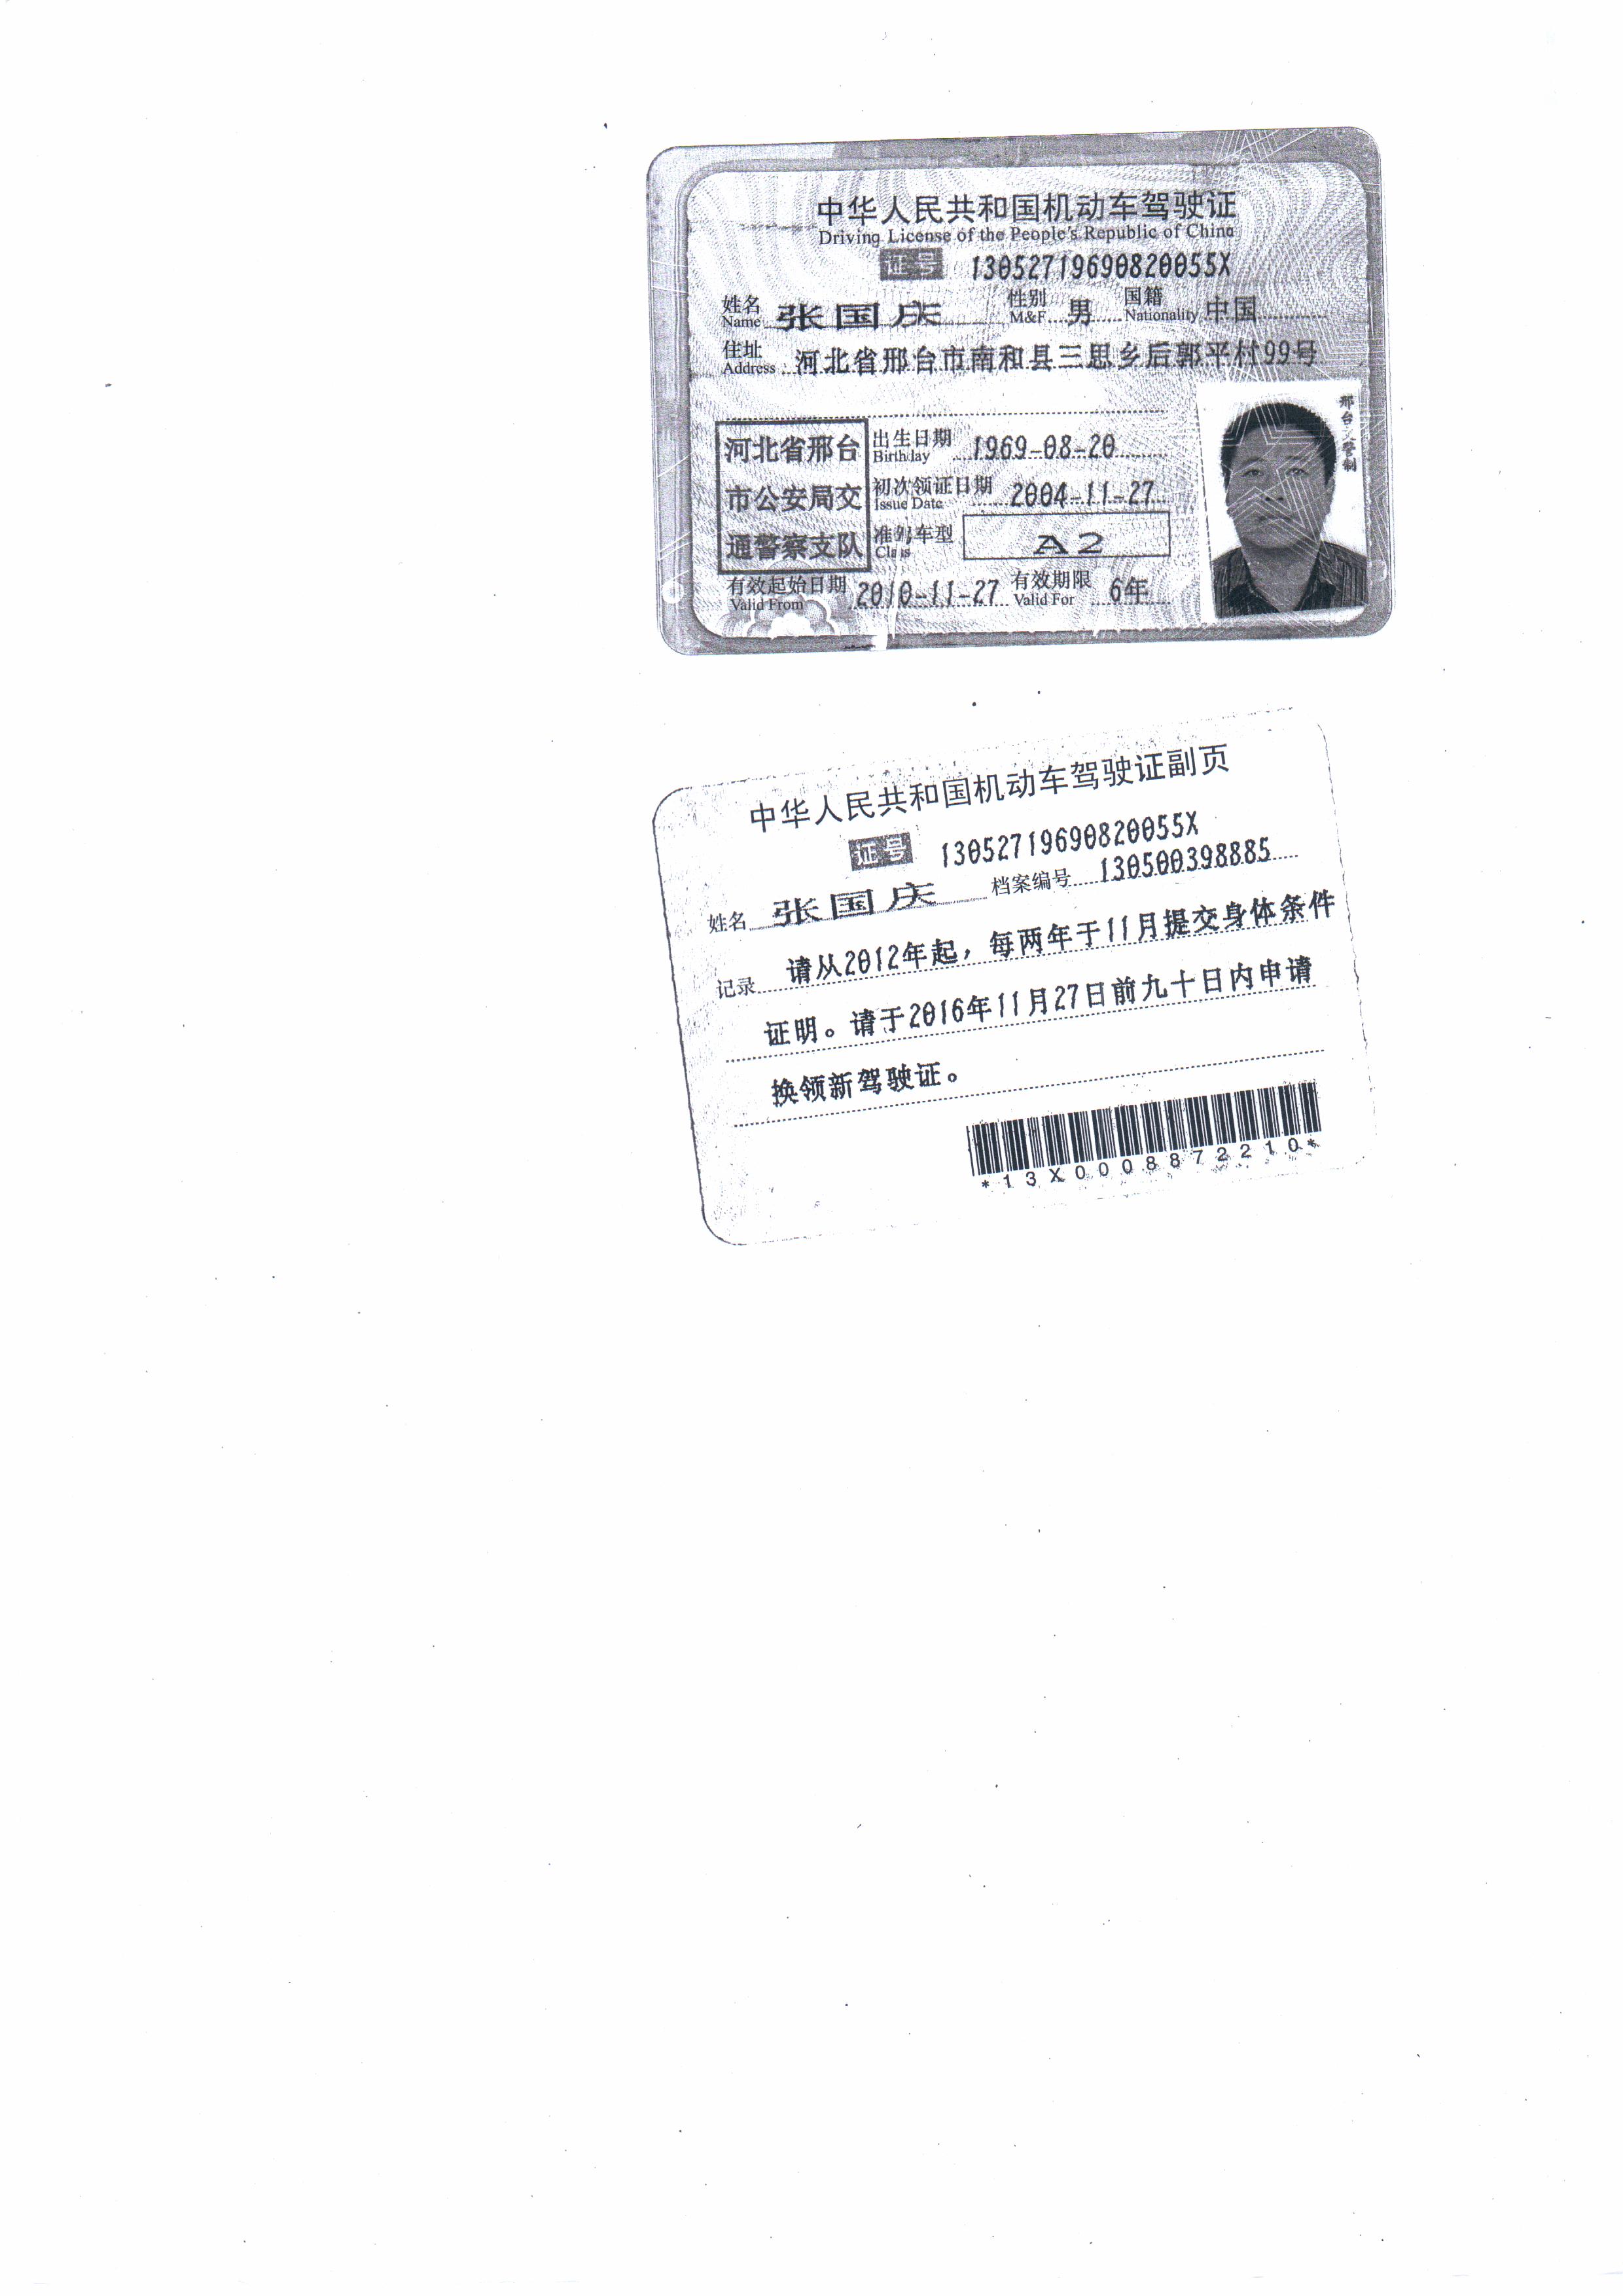 中华人民共和国机动车驾驶证
Driving License of the People's Republic of China
证号 13052719690820055X
姓名 Name 张国庆 性别 M&F 男 国籍 Nationality 中国
住址 Address 河北省邢台市南和县三思乡后郭平村99号
河北省邢台市公安局交通警察支队
出生日期 Birthday 1969-08-20
初次领证日期 Issue Date 2004-11-27
准驾车型 Class A2
有效起始日期 Valid From 2010-11-27 有效期限 Valid For 6年
邢台
中华人民共和国机动车驾驶证副页
证号 13052719690820055X
姓名 张国庆 档案编号 130500398885
记录 请从2012年起，每两年于11月提交身体条件
证明。请于2016年11月27日前九十日内申请
换领新驾驶证。
*13X0008872210*